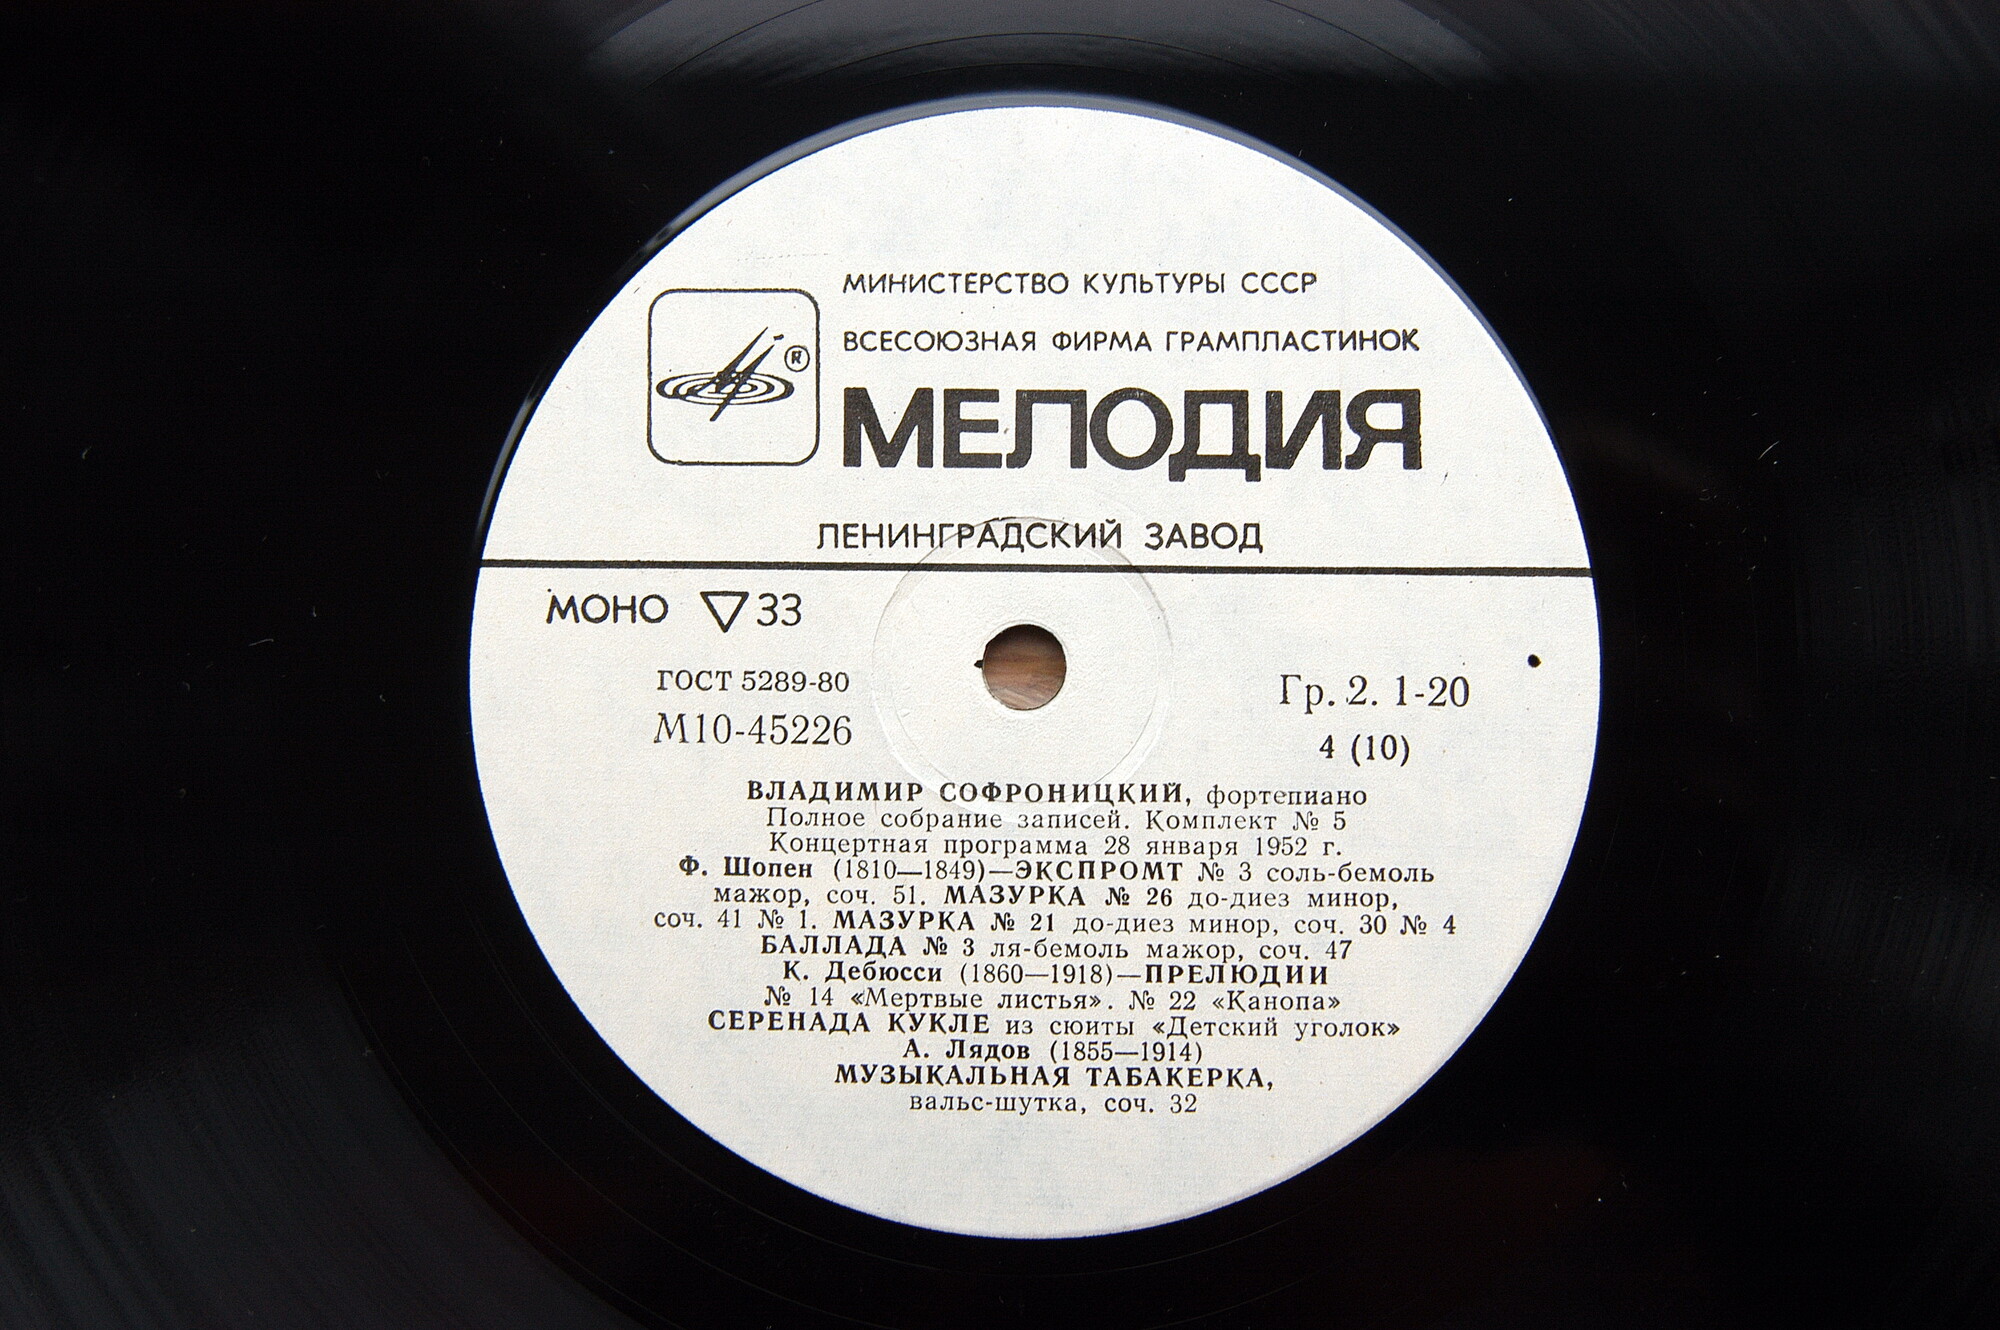 МИНИСТЕРСТВО КУЛЬТУРЫ СССР
ВСЕСОЮЗНАЯ ФИРМА ГРАМПЛАСТИНОК
®
МЕЛОДИЯ
ЛЕНИНГРАДСКИЙ ЗАВОД
МОНО ▽33
ГОСТ 5289-80
Гр. 2. 1-20
М10-45226
4 (10)
ВЛАДИМИР СОФРОНИЦКИЙ, фортепиано
Полное собрание записей. Комплект № 5
Концертная программа 28 января 1952 г.
Ф. Шопен (1810—1849)—ЭКСПРОМТ № 3 соль-бемоль
мажор, соч. 51. МАЗУРКА № 26 до-диез минор,
соч. 41 № 1. МАЗУРКА № 21 до-диез минор, соч. 30 № 4
БАЛЛАДА № 3 ля-бемоль мажор, соч. 47
К. Дебюсси (1860—1918)—ПРЕЛЮДИИ
№ 14 «Мертвые листья». № 22 «Канопа»
СЕРЕНАДА КУКЛЕ из сюиты «Детский уголок»
А. Лядов (1855—1914)
МУЗЫКАЛЬНАЯ ТАБАКЕРКА,
вальс-шутка, соч. 32